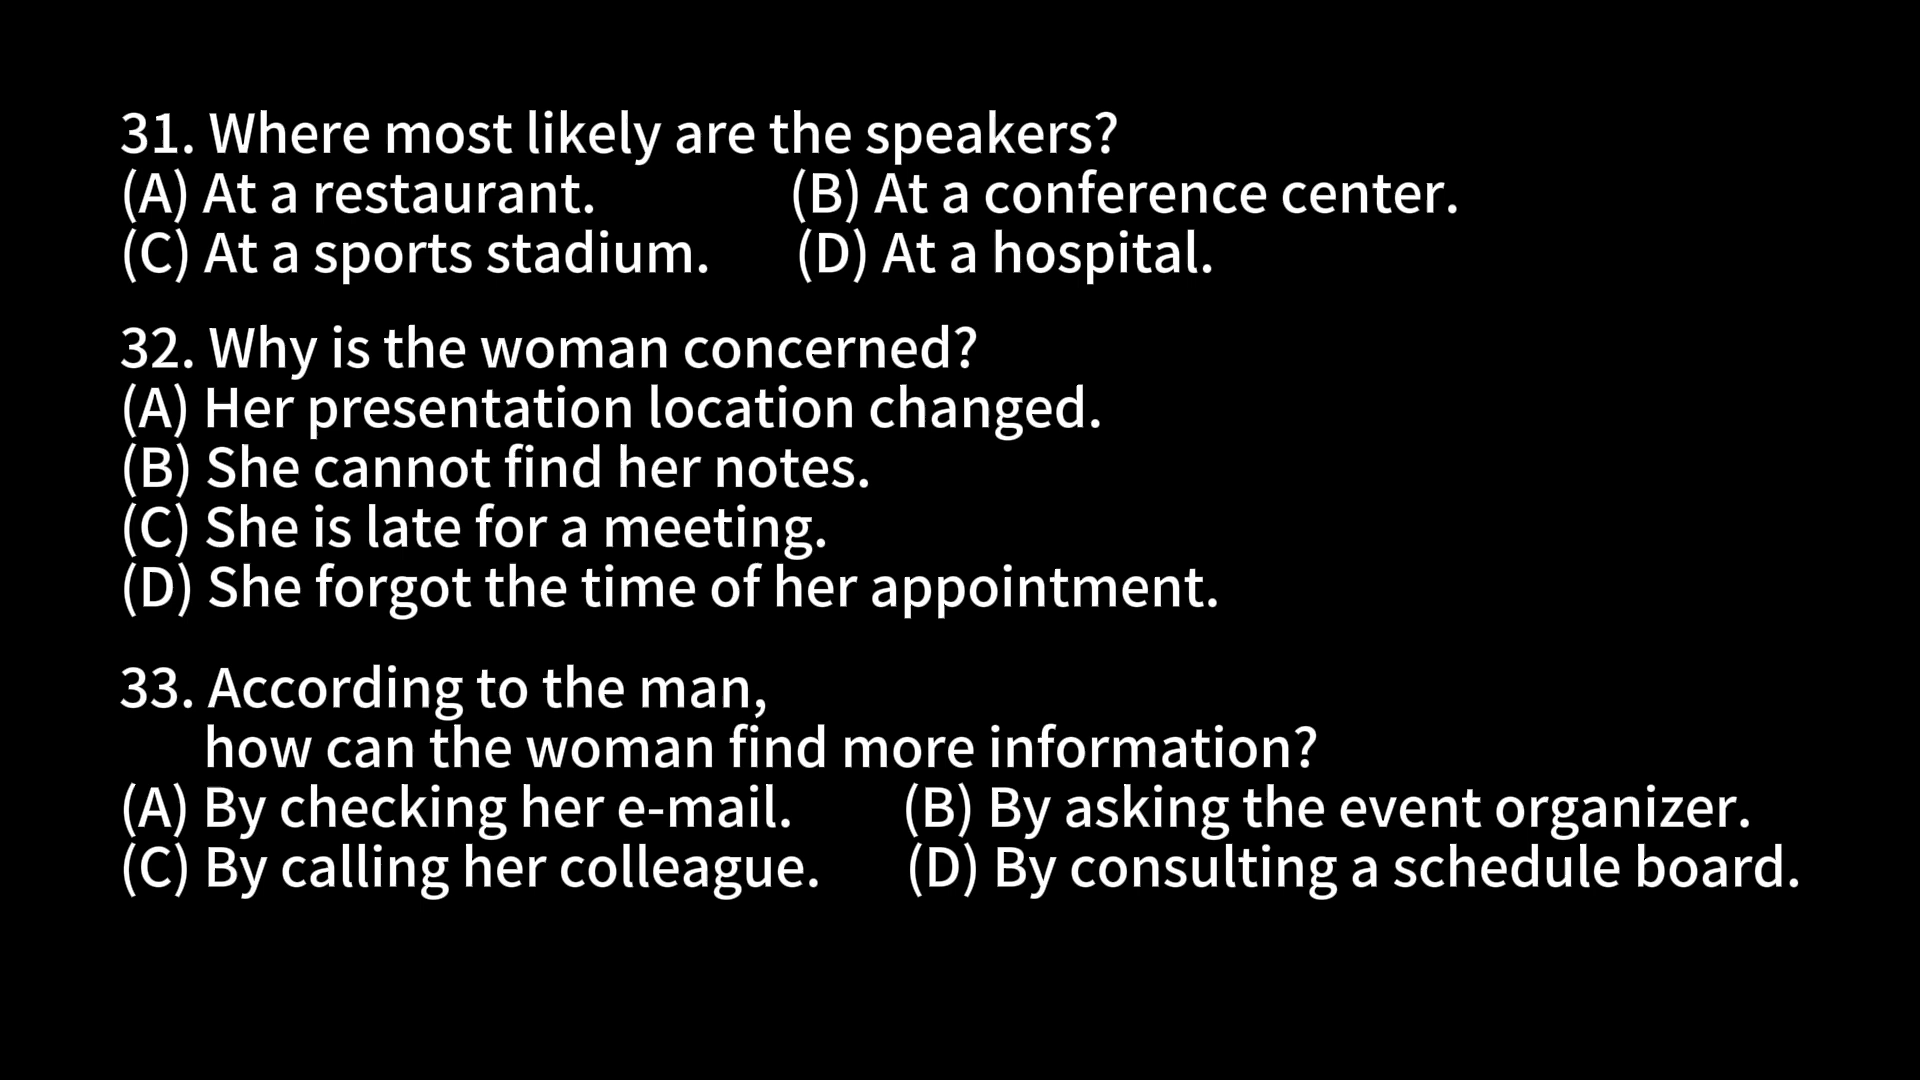 31. Where most likely are the speakers?
(A) At a restaurant. (B) At a conference center.
(C) At a sports stadium. (D) At a hospital.
32. Why is the woman concerned?
(A) Her presentation location changed.
(B) She cannot find her notes.
(C) She is late for a meeting.
(D) She forgot the time of her appointment.
33. According to the man,
how can the woman find more information?
(A) By checking her e-mail. (B) By asking the event organizer.
(C) By calling her colleague. (D) By consulting a schedule board.